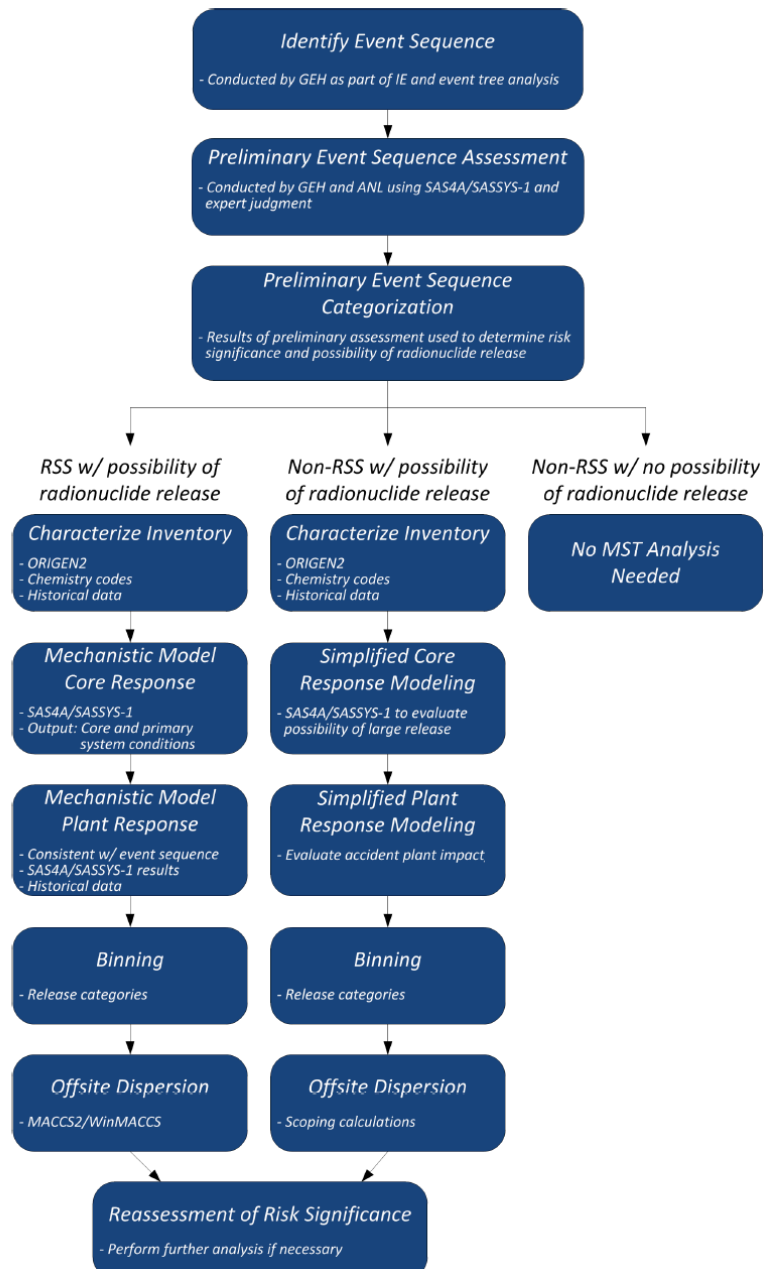 Identify Event Sequence
- Conducted by GEH as part of IE and event tree analysis
Preliminary Event Sequence Assessment
- Conducted by GEH and ANL using SAS4A/SASSYS-1 and
expert judgment
Preliminary Event Sequence
Categorization
- Results of preliminary assessment used to determine risk
significance and possibility of radionuclide release
RSS w/ possibility of
radionuclide release
Characterize Inventory
- ORIGEN2
- Chemistry codes
- Historical data
Mechanistic Model
Core Response
- SAS4A/SASSYS-1
- Output: Core and primary
system conditions
Mechanistic Model
Plant Response
- Consistent w/ event sequence
- SAS4A/SASSYS-1 results
- Historical data
Binning
- Release categories
Offsite Dispersion
- MACCS2/WinMACCS
Non-RSS w/ possibility
of radionuclide release
Characterize Inventory
- ORIGEN2
- Chemistry codes
- Historical data
Simplified Core
Response Modeling
- SAS4A/SASSYS-1 to evaluate
possibility of large release
Simplified Plant
Response Modeling
- Evaluate accident plant impact
Binning
- Release categories
Offsite Dispersion
- Scoping calculations
Non-RSS w/ no possibility
of radionuclide release
No MST Analysis
Needed
Reassessment of Risk Significance
- Perform further analysis if necessary